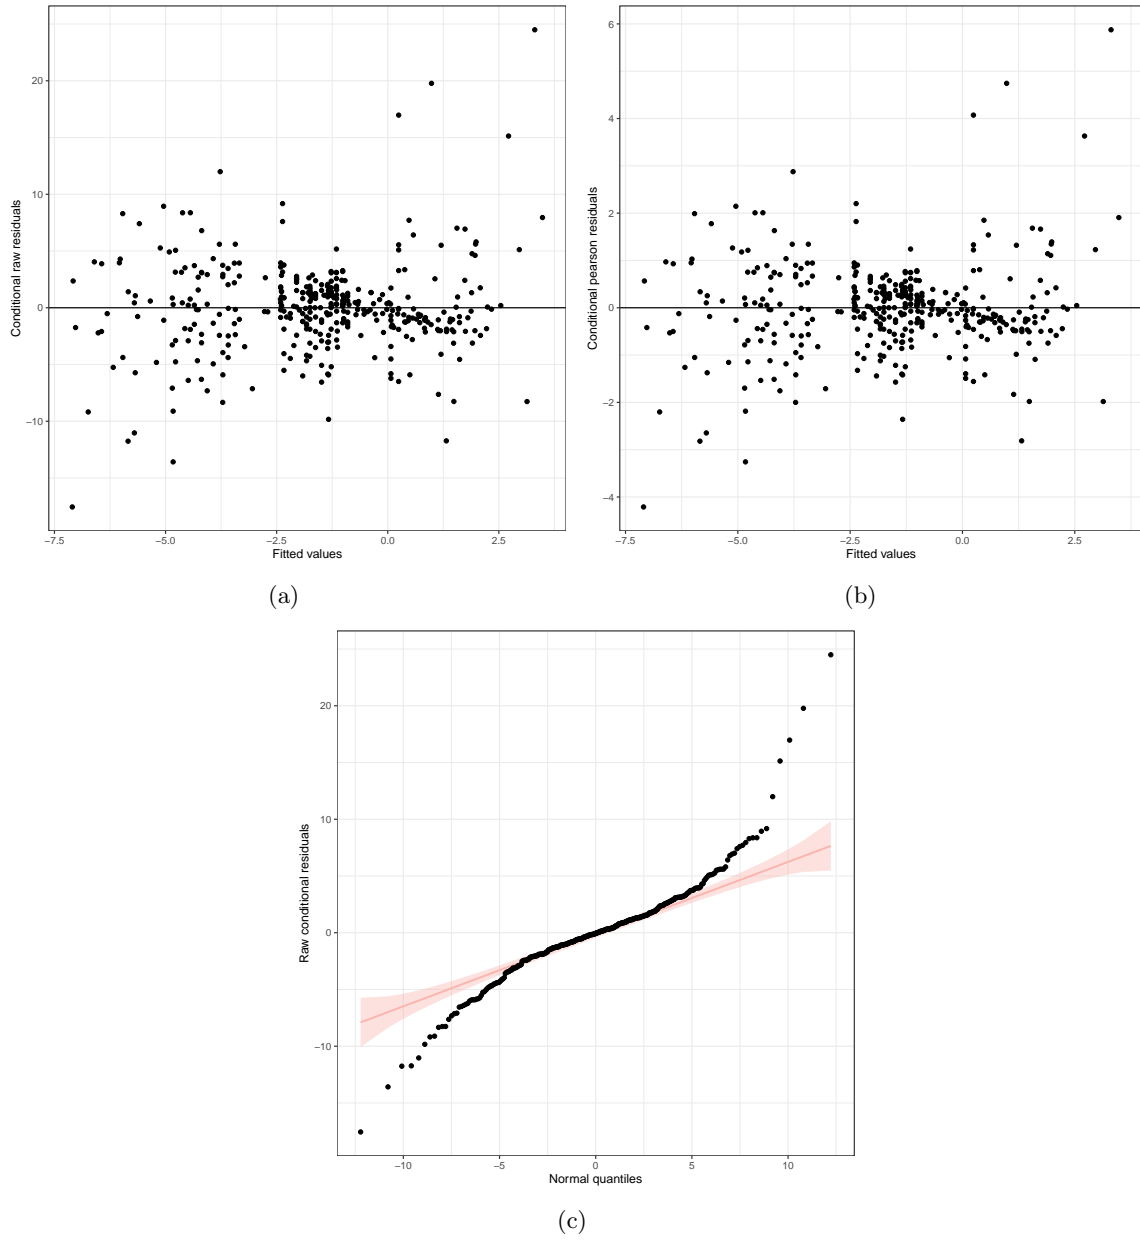 20
10
0
−10
Conditional raw residuals
−7.5 −5.0 −2.5 0.0 2.5
Fitted values
(a)
6
4
2
0
−2
−4
Conditional pearson residuals
−7.5 −5.0 −2.5 0.0 2.5
Fitted values
(b)
20
10
0
−10
Raw conditional residuals
−10 −5 0 5 10
Normal quantiles
(c)